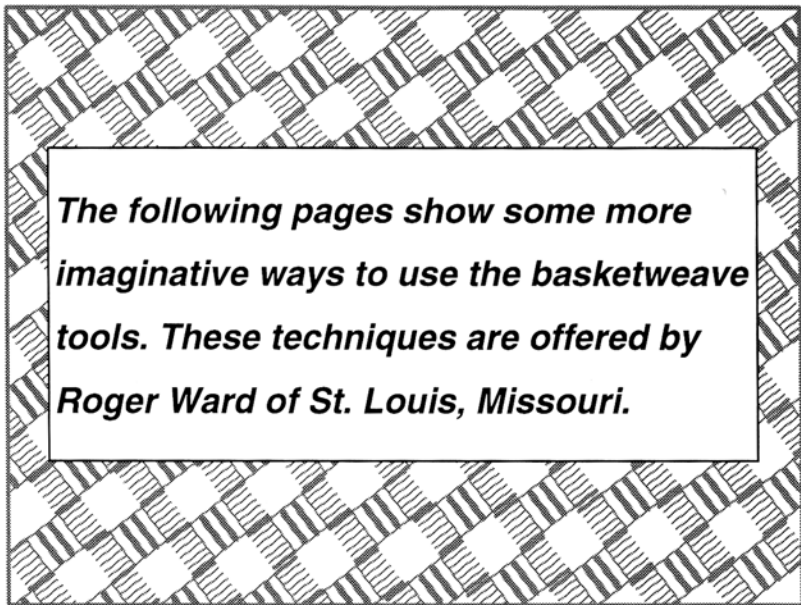 The following pages show some more
imaginative ways to use the basketweave
tools. These techniques are offered by
Roger Ward of St. Louis, Missouri.